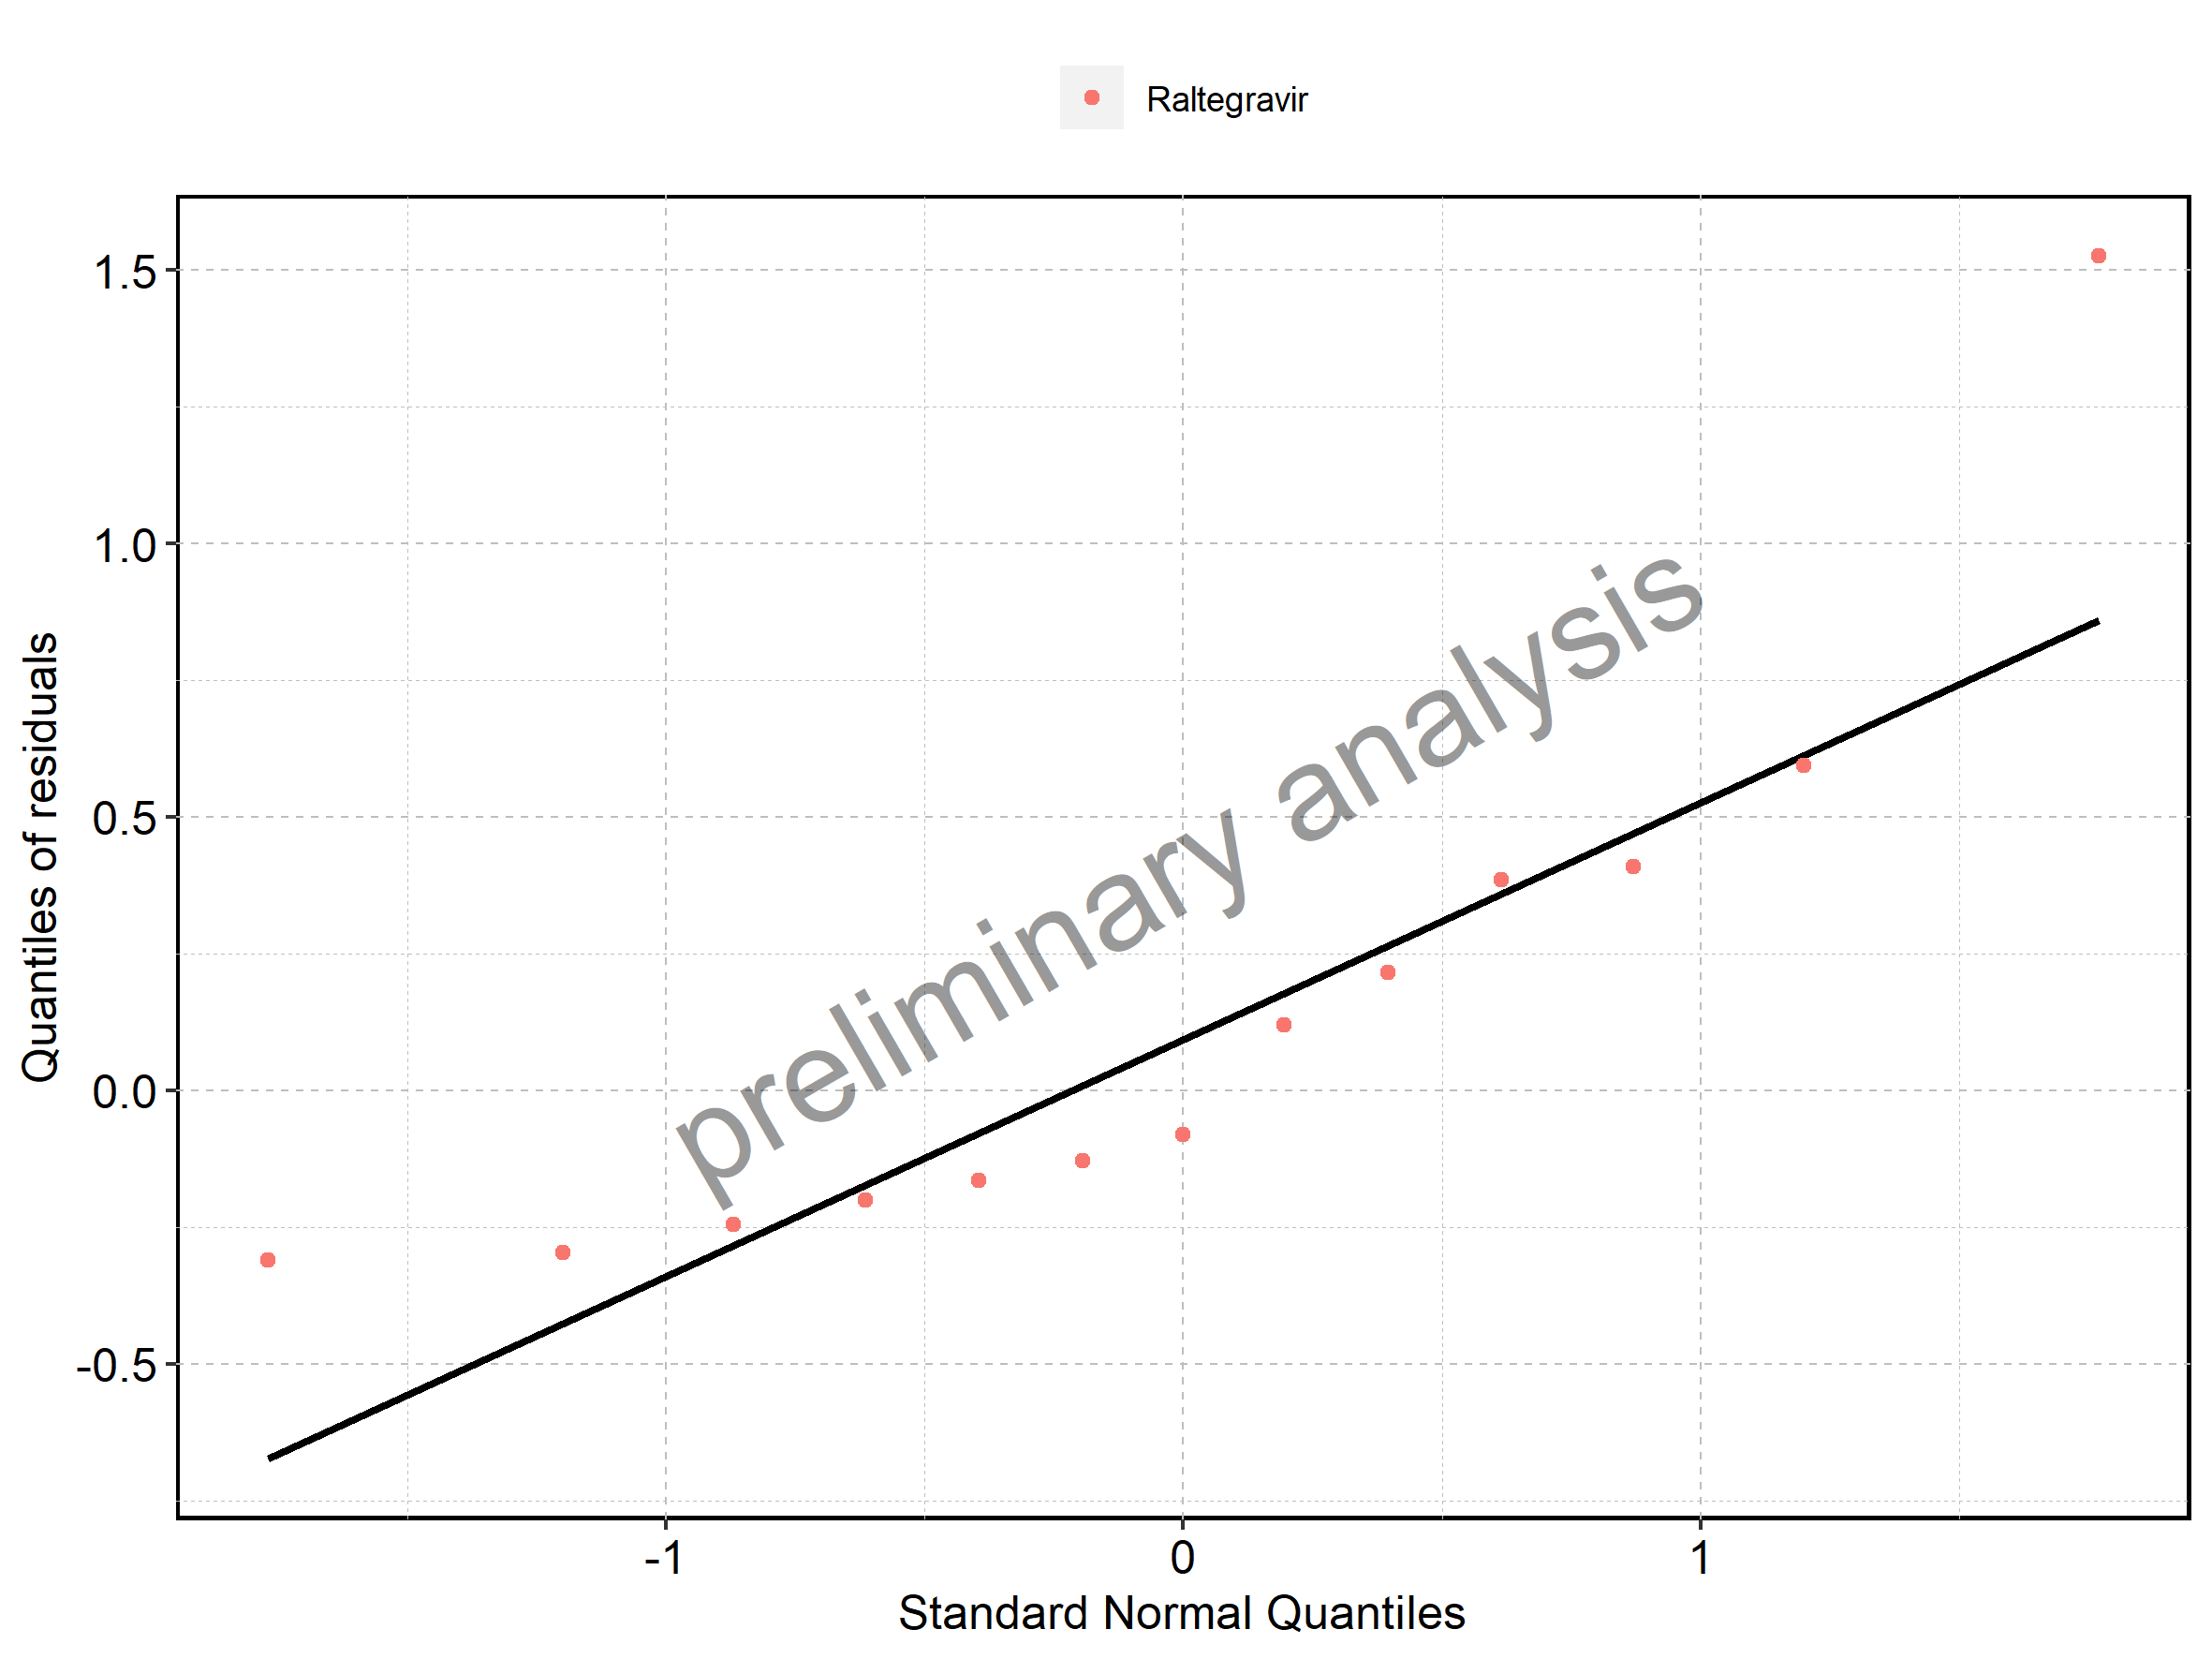 Raltegravir
1.5
1.0
0.5
0.0
-0.5
Quantiles of residuals
preliminary analysis
-1 0 1
Standard Normal Quantiles